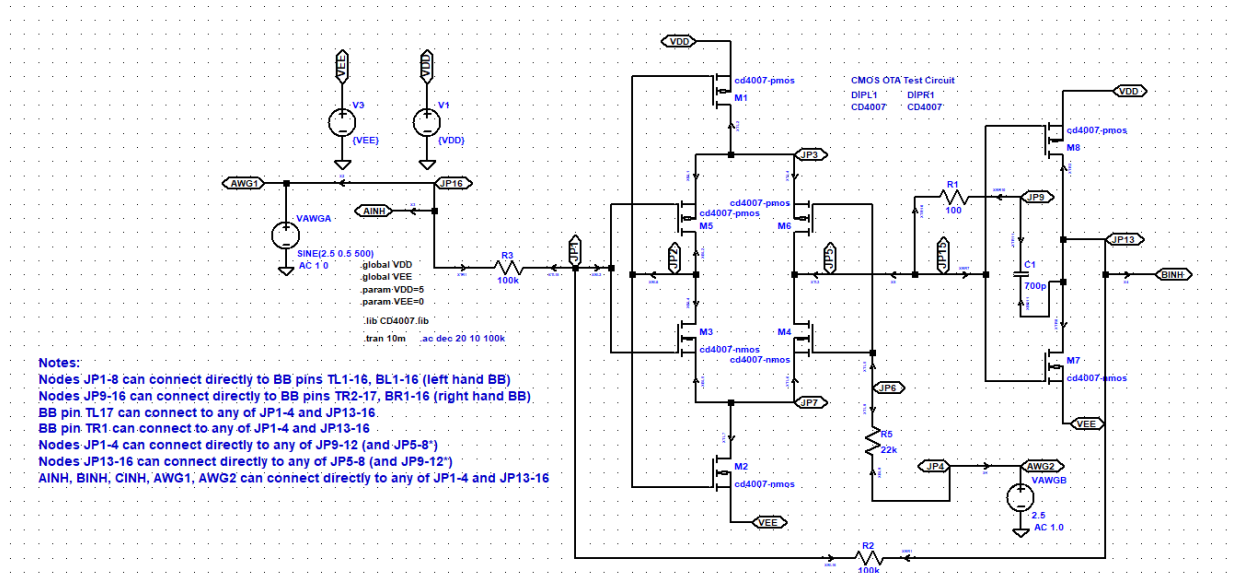 VDD
VEE
VDD
cd4007-pmos
M1
CMOS OTA Test Circuit
DIPL1 DIPR1
CD4007 CD4007
VDD
V3
V1
{VEE}
{VDD}
cd4007-pmos
M8
JP3
AWG1
JP16
AINH
R1
100
JP9
cd4007-pmos
M5
M6
VAWGA
SINE(2.5 0.5 500)
AC 1 0
JP1
JP2
JP5
JP15
JP13
BINH
R3
100k
C1
700p
.global VDD
.global VEE
.param VDD=5
.param VEE=0
.lib CD4007.lib
.tran 10m .ac dec 20 10 100k
M3
M4
cd4007-nmos
cd4007-nmos
M7
cd4007-nmos
JP6
JP7
VEE
R5
22k
M2
cd4007-nmos
JP4
AWG2
VAWGB
2.5
AC 1.0
VEE
R2
100k
Notes:
Nodes JP1-8 can connect directly to BB pins TL1-16, BL1-16 (left hand BB)
Nodes JP9-16 can connect directly to BB pins TR2-17, BR1-16 (right hand BB)
BB pin TL17 can connect to any of JP1-4 and JP13-16
BB pin TR1 can connect to any of JP1-4 and JP13-16
Nodes JP1-4 can connect directly to any of JP9-12 (and JP5-8*)
Nodes JP13-16 can connect directly to any of JP5-8 (and JP9-12*)
AINH, BINH, CINH, AWG1, AWG2 can connect directly to any of JP1-4 and JP13-16